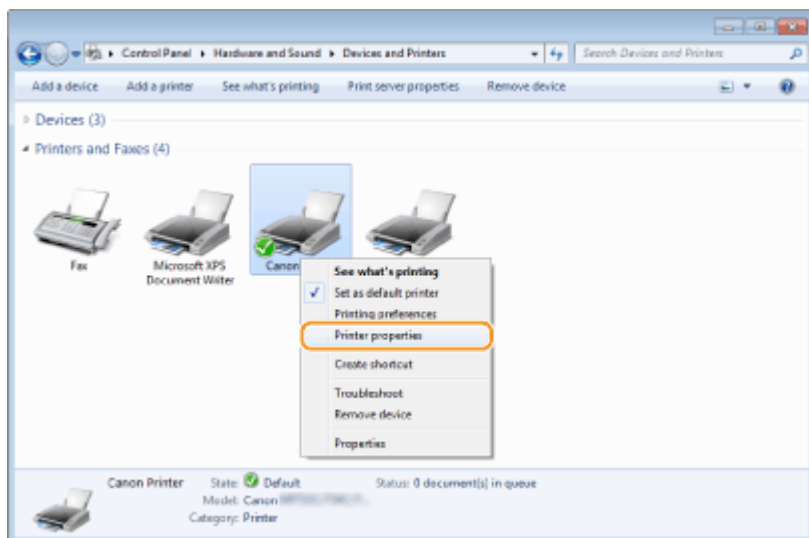 Control Panel ▸ Hardware and Sound ▸ Devices and Printers
Search Devices and Printers
Add a device Add a printer See what's printing Print server properties Remove device
Devices (3)
Printers and Faxes (4)
Fax
Microsoft XPS
Document Writer
Canon
See what's printing
Set as default printer
Printing preferences
Printer properties
Create shortcut
Troubleshoot
Remove device
Properties
Canon Printer State: Default Status: 0 document(s) in queue
Model: Canon
Category: Printer